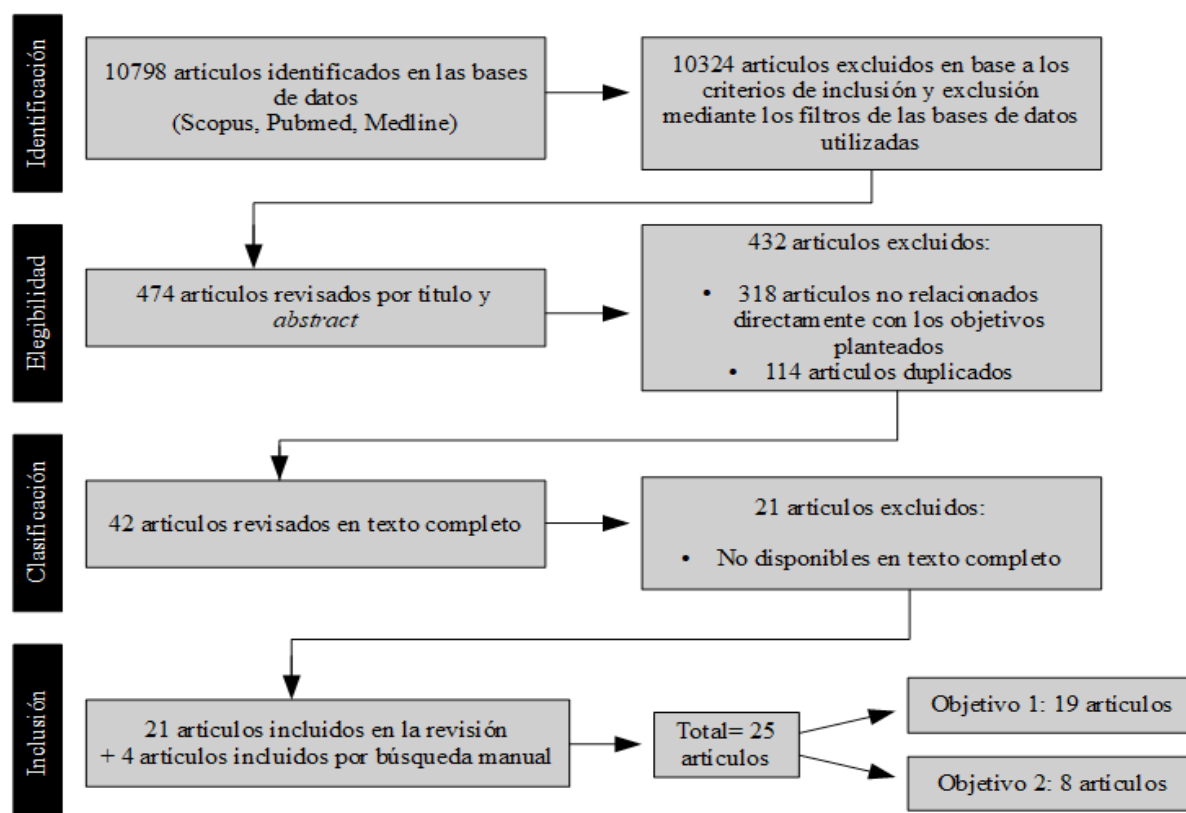 Identificación
10798 artículos identificados en las bases
de datos
(Scopus, Pubmed, Medline)
10324 artículos excluidos en base a los
criterios de inclusión y exclusión
mediante los filtros de las bases de datos
utilizadas
Elegibilidad
474 artículos revisados por título y
abstract
432 artículos excluidos:
• 318 artículos no relacionados
directamente con los objetivos
planteados
• 114 artículos duplicados
Clasificación
42 artículos revisados en texto completo
21 artículos excluidos:
• No disponibles en texto completo
Inclusión
21 artículos incluidos en la revisión
+ 4 artículos incluidos por búsqueda manual
Total= 25
artículos
Objetivo 1: 19 artículos
Objetivo 2: 8 artículos